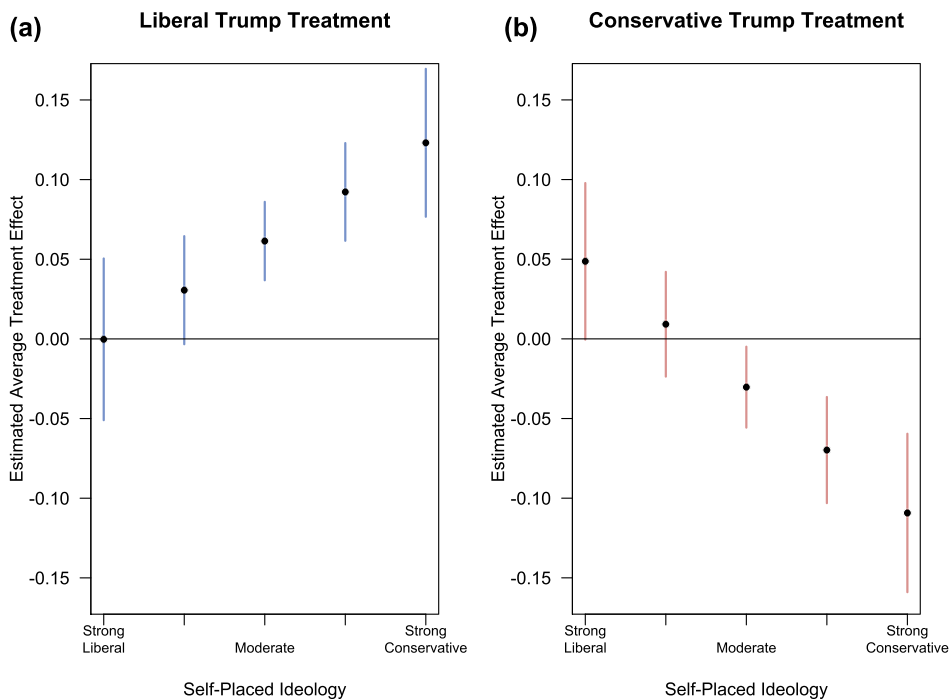 (a)
Liberal Trump Treatment
Estimated Average Treatment Effect
0.15
0.10
0.05
0.00
-0.05
-0.10
-0.15
Strong
Liberal
Moderate
Strong
Conservative
Self-Placed Ideology
(b)
Conservative Trump Treatment
Estimated Average Treatment Effect
0.15
0.10
0.05
0.00
-0.05
-0.10
-0.15
Strong
Liberal
Moderate
Strong
Conservative
Self-Placed Ideology